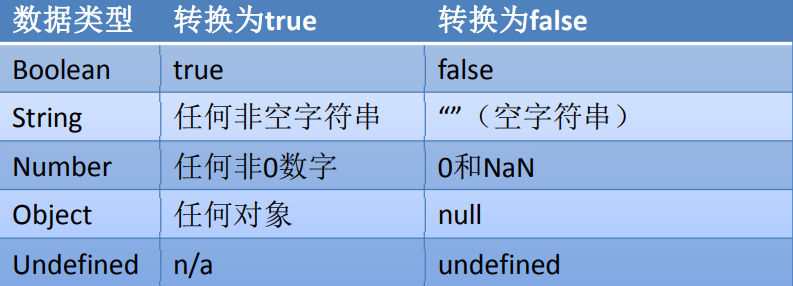 数据类型 转换为true 转换为false
Boolean true false
String 任何非空字符串 “”（空字符串）
Number 任何非0数字 0和NaN
Object 任何对象 null
Undefined n/a undefined